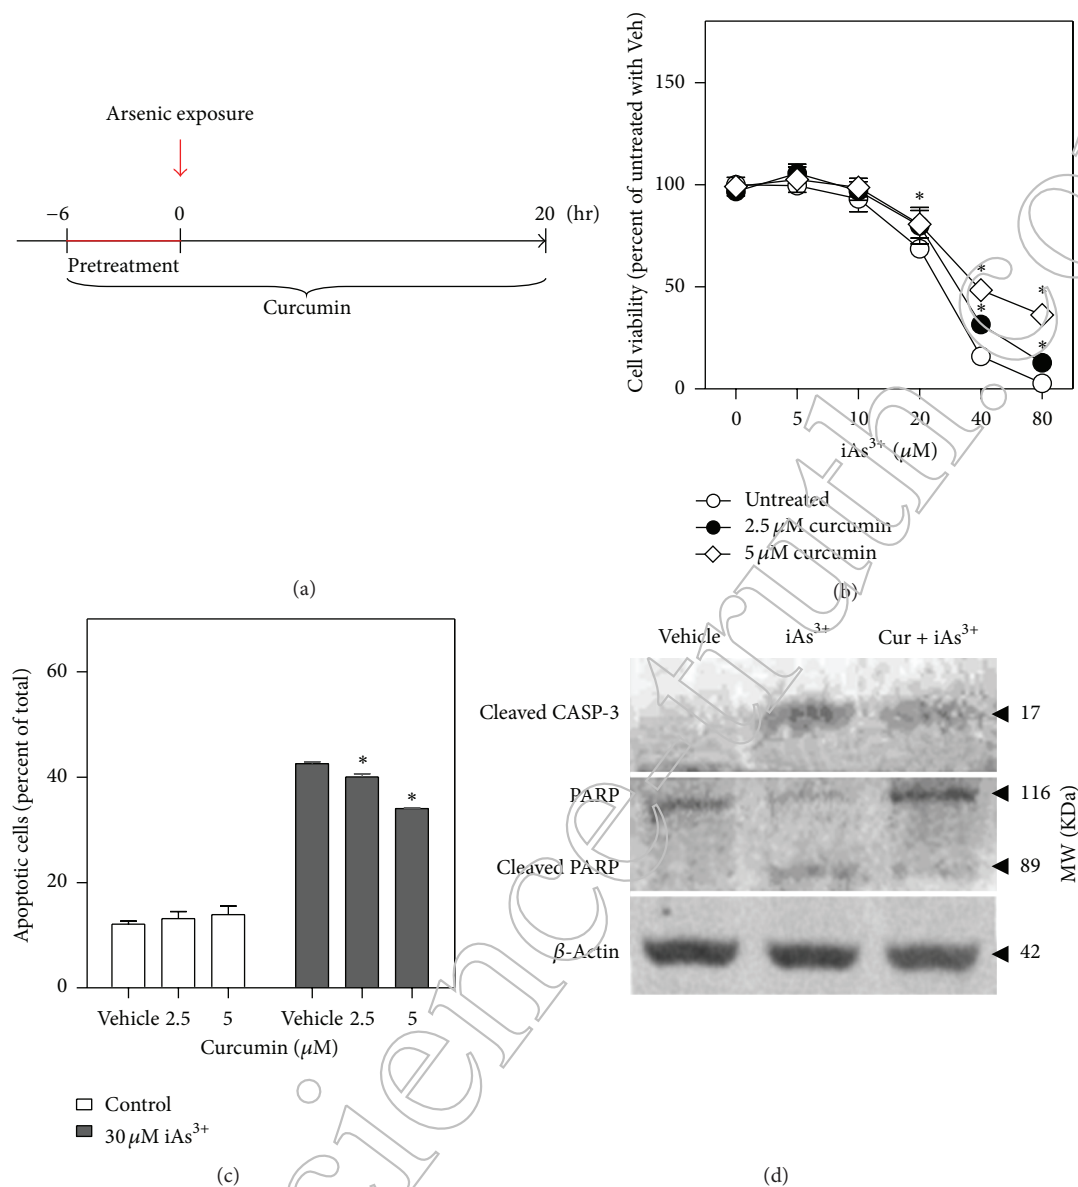 Arsenic exposure
−6 0 20 (hr)
Pretreatment
Curcumin
(a)
Cell viability (percent of untreated with Veh)
150
100
50
0
* * * * *
0 5 10 20 40 80
iAs³⁺ (μM)
Untreated
2.5 μM curcumin
5 μM curcumin
(b)
Apoptotic cells (percent of total)
60
40
20
0
* *
Vehicle 2.5 5 Vehicle 2.5 5
Curcumin (μM)
Control
30 μM iAs³⁺
(c)
Vehicle iAs³⁺ Cur + iAs³⁺
Cleaved CASP-3 17
PARP 116
Cleaved PARP 89
β-Actin 42
MW (KDa)
(d)
science-truth.co